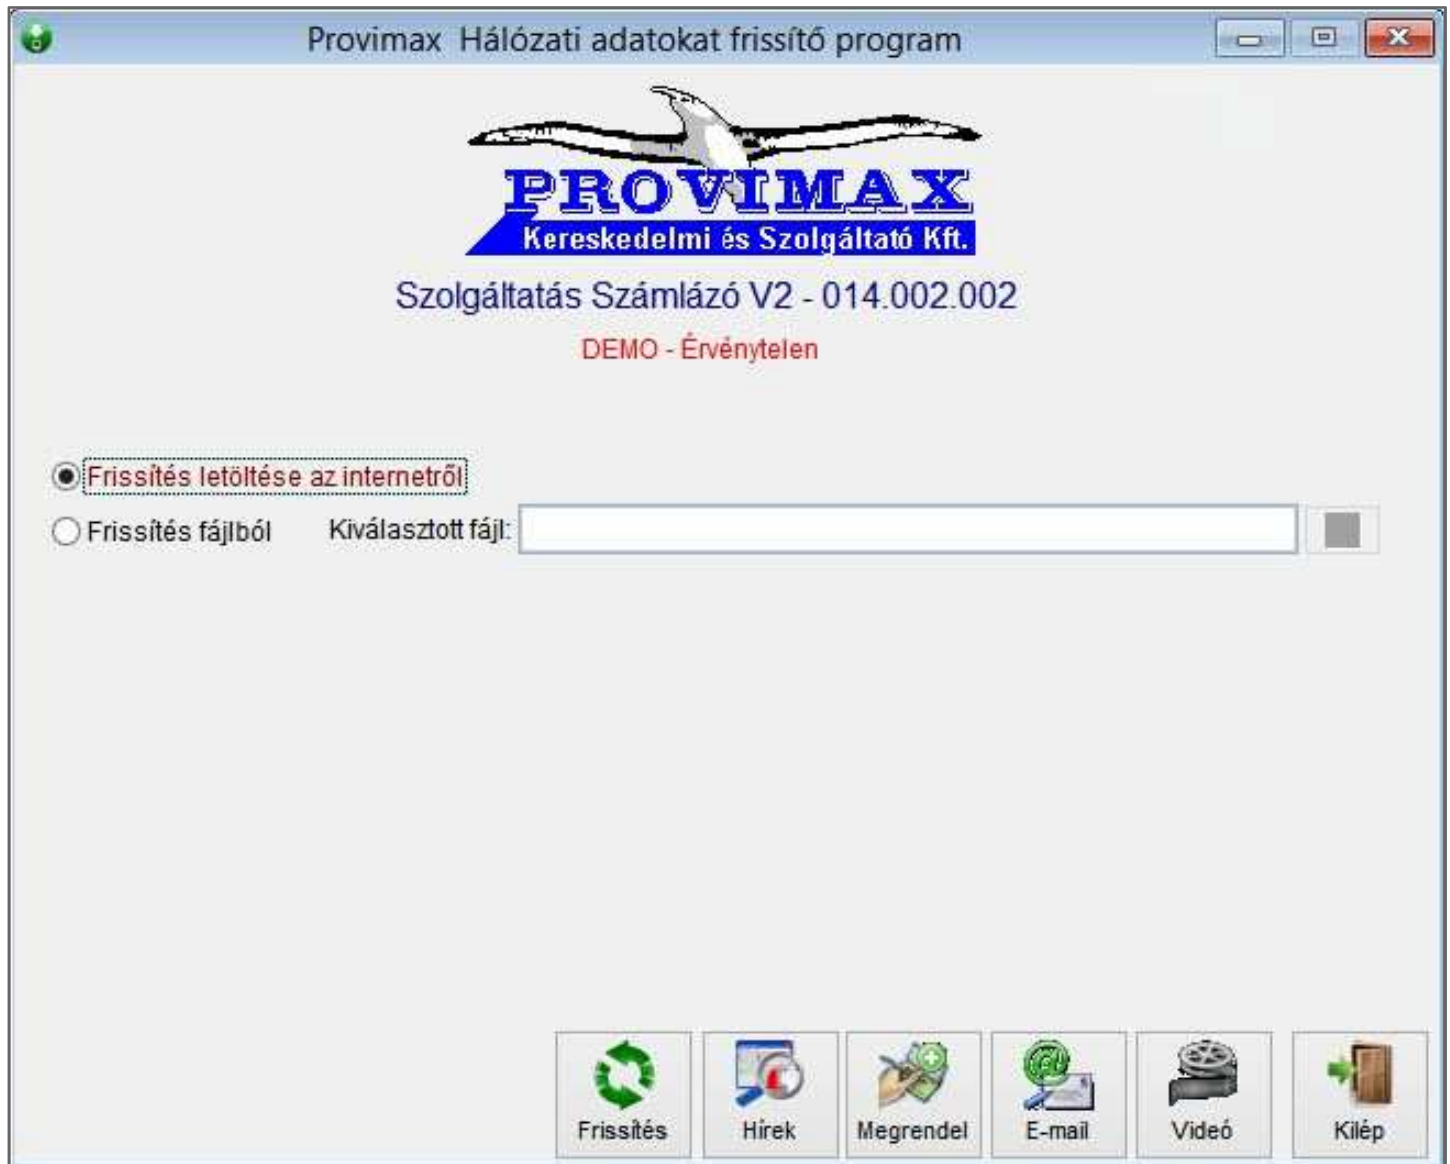 Provimax Hálózati adatokat frissítő program
PROVIMAX
Kereskedelmi és Szolgáltató Kft.
Szolgáltatás Számlázó V2 - 014.002.002
DEMO - Érvénytelen
Frissítés letöltése az internetről
Frissítés fájlból Kiválasztott fájl:
Frissítés Hírek Megrendel E-mail Videó Kilép